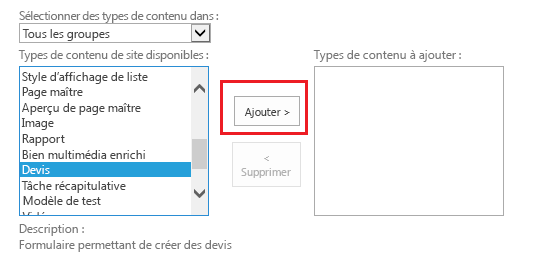 Sélectionner des types de contenu dans :
Tous les groupes
Types de contenu de site disponibles :
Style d'affichage de liste
Page maître
Aperçu de page maître
Image
Rapport
Bien multimédia enrichi
Devis
Tâche récapitulative
Modèle de test
Ajouter >
<
Supprimer
Types de contenu à ajouter :
Description :
Formulaire permettant de créer des devis